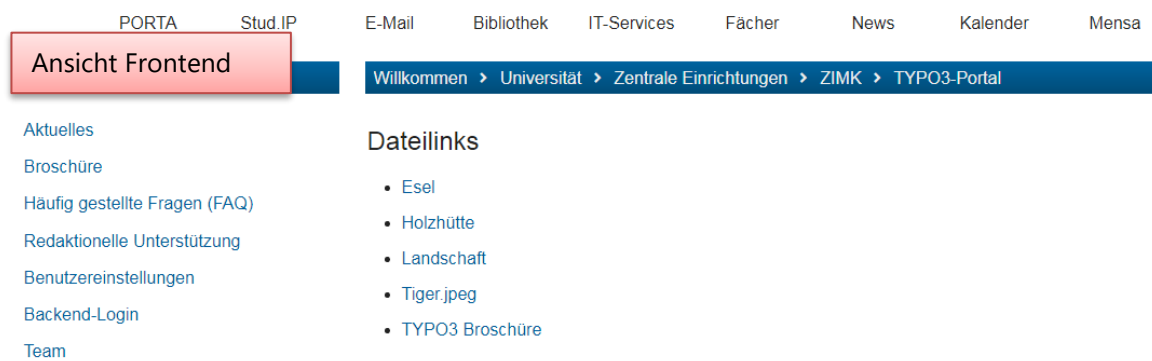 PORTA Stud.IP E-Mail Bibliothek IT-Services Fächer News Kalender Mensa
Ansicht Frontend
Willkommen > Universität > Zentrale Einrichtungen > ZIMK > TYPO3-Portal
Aktuelles
Broschüre
Häufig gestellte Fragen (FAQ)
Redaktionelle Unterstützung
Benutzereinstellungen
Backend-Login
Team
Dateilinks
• Esel
• Holzhütte
• Landschaft
• Tiger.jpeg
• TYPO3 Broschüre